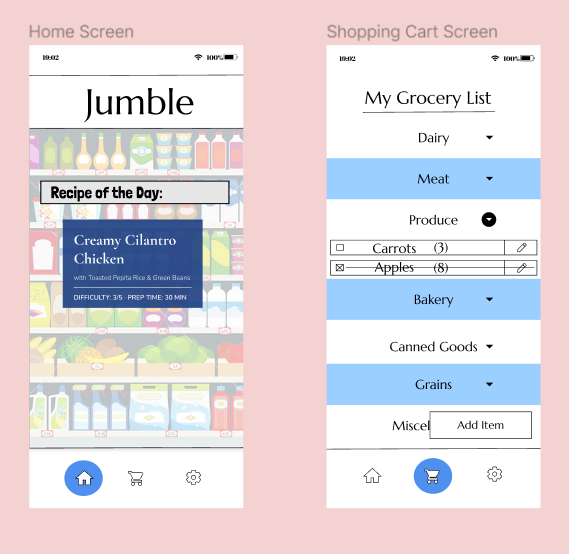 Home Screen
19:02 100%
Jumble
Recipe of the Day:
Creamy Cilantro
Chicken
with Toasted Pepita Rice & Green Beans
DIFFICULTY: 3/5 · PREP TIME: 30 MIN
Shopping Cart Screen
19:02 100%
My Grocery List
Dairy
Meat
Produce
Carrots (3)
Apples (8)
Bakery
Canned Goods
Grains
Miscel
Add Item